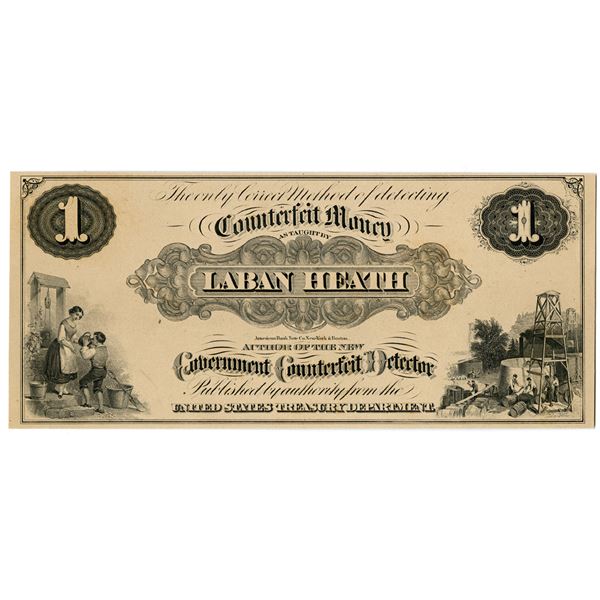 The only Correct Method of detecting
1
Counterfeit Money
1
AS TAUGHT BY
LABAN HEATH
American Bank Note Co. New-York & Boston.
AUTHOR OF THE NEW
Government Counterfeit Detector
Published by authority from the
UNITED STATES TREASURY DEPARTMENT.